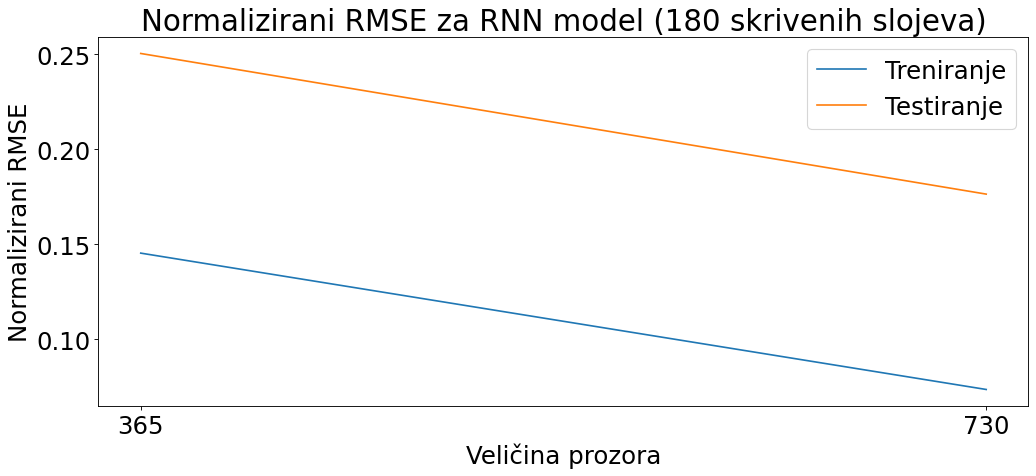 Normalizirani RMSE za RNN model (180 skrivenih slojeva)
Normalizirani RMSE
0.25
0.20
0.15
0.10
Treniranje
Testiranje
365
730
Veličina prozora